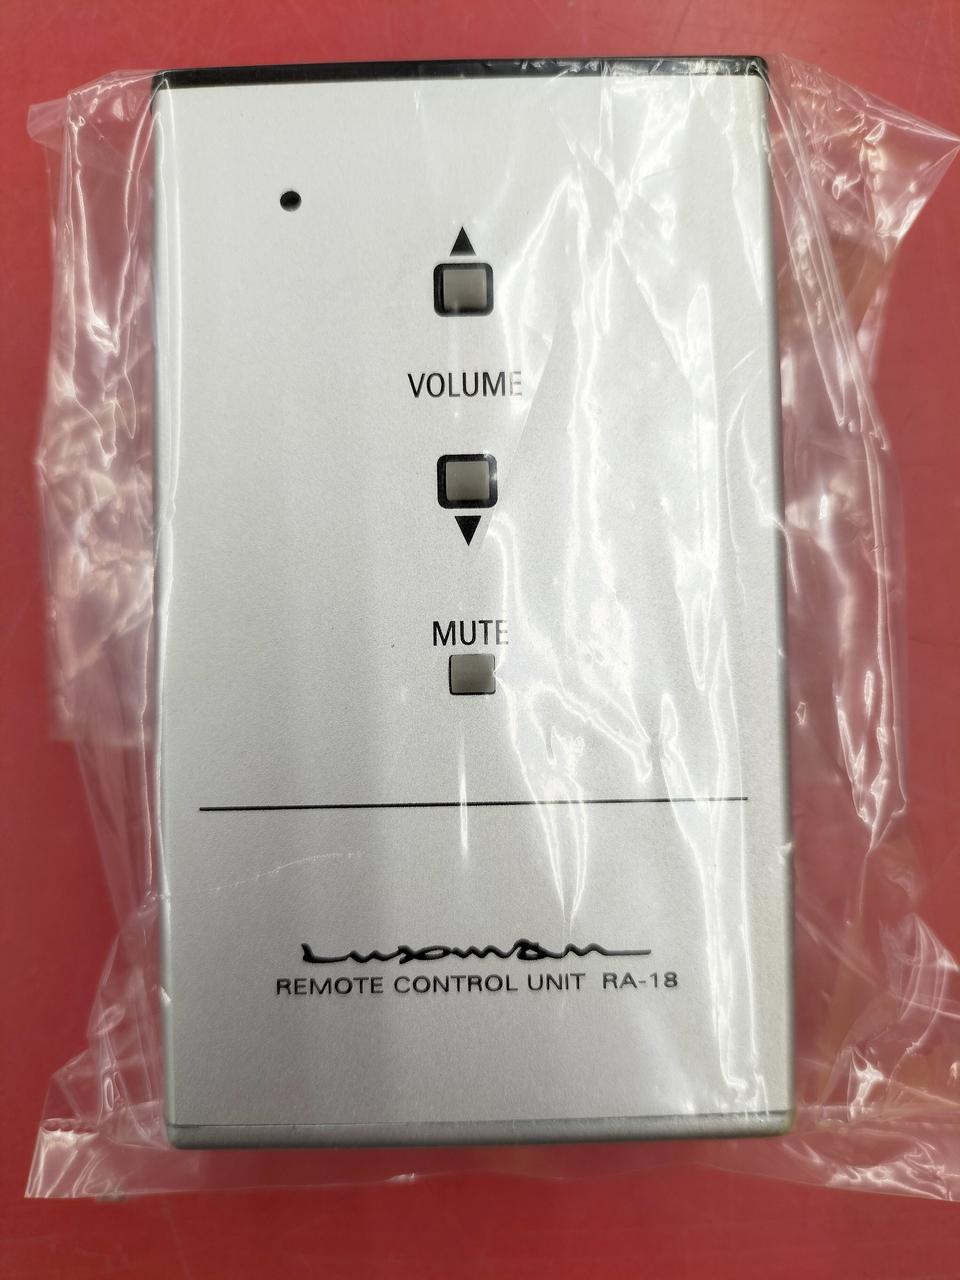 VOLUME
MUTE
Luxman
REMOTE CONTROL UNIT RA-18